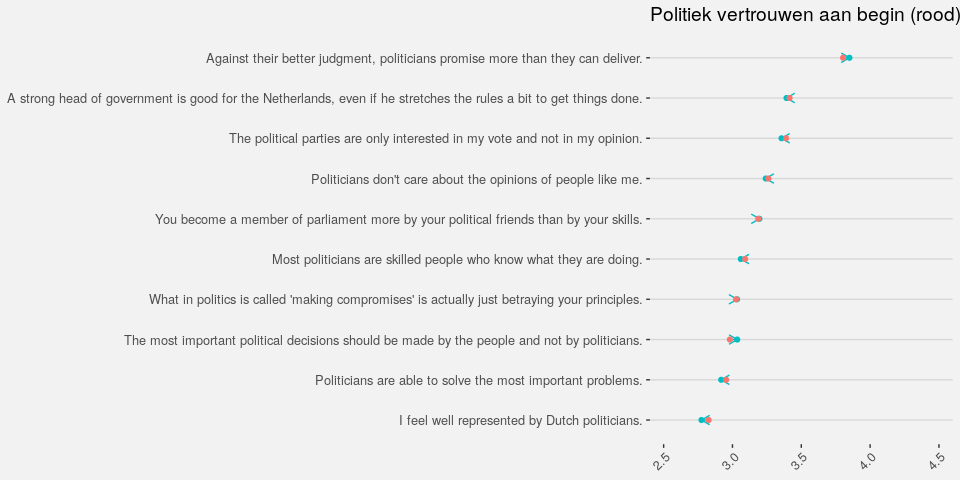 Politiek vertrouwen aan begin (rood)
Against their better judgment, politicians promise more than they can deliver.
A strong head of government is good for the Netherlands, even if he stretches the rules a bit to get things done.
The political parties are only interested in my vote and not in my opinion.
Politicians don't care about the opinions of people like me.
You become a member of parliament more by your political friends than by your skills.
Most politicians are skilled people who know what they are doing.
What in politics is called 'making compromises' is actually just betraying your principles.
The most important political decisions should be made by the people and not by politicians.
Politicians are able to solve the most important problems.
I feel well represented by Dutch politicians.
2.5 3.0 3.5 4.0 4.5